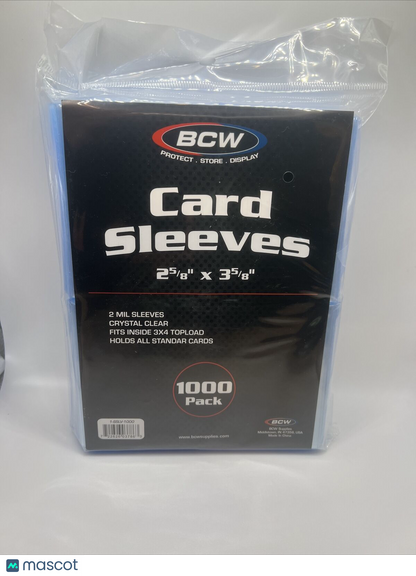 BCW
PROTECT . STORE . DISPLAY
Card
Sleeves
2⁵/₈" x 3⁵/₈"
2 MIL SLEEVES
CRYSTAL CLEAR
FITS INSIDE 3X4 TOPLOAD
HOLDS ALL STANDAR CARDS
1000
Pack
BCW
mascot